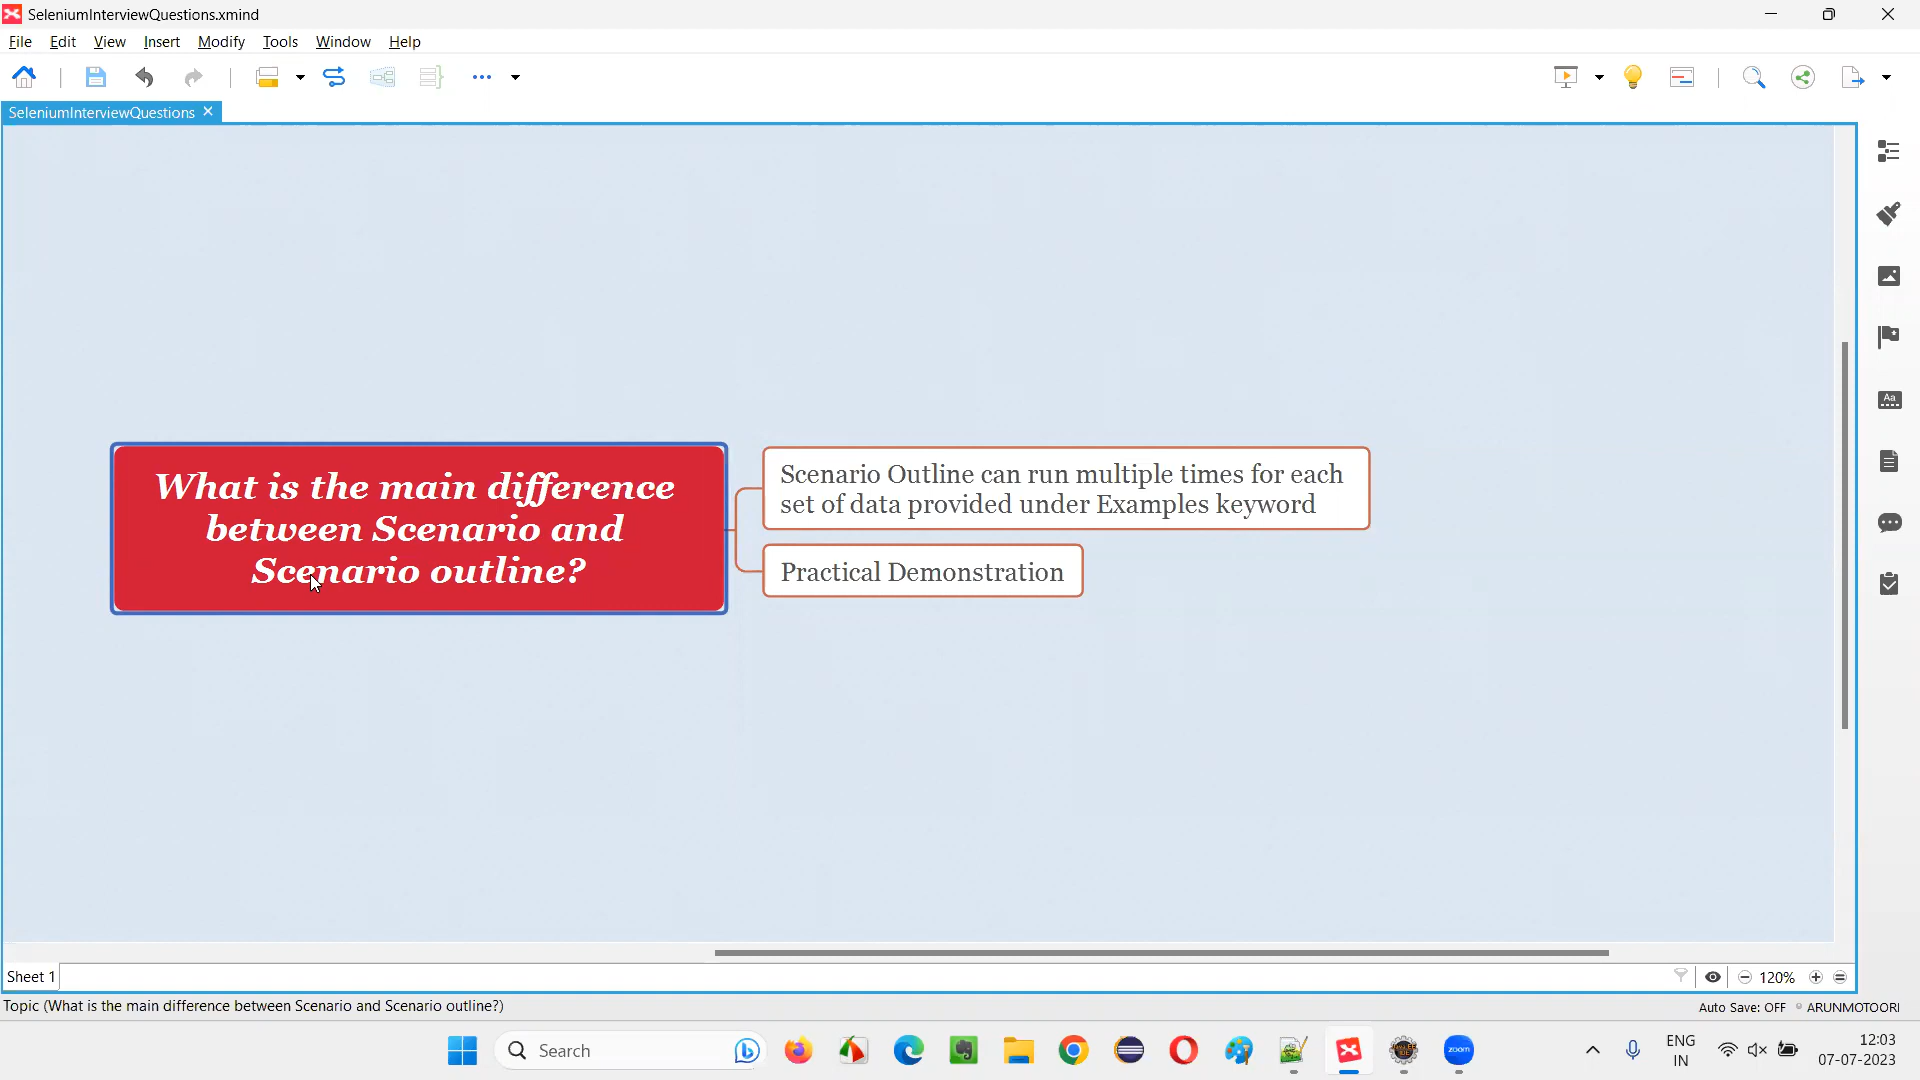 SeleniumInterviewQuestions.xmind
File Edit View Insert Modify Tools Window Help
SeleniumInterviewQuestions
What is the main difference
between Scenario and
Scenario outline?
Scenario Outline can run multiple times for each
set of data provided under Examples keyword
Practical Demonstration
Aa
Sheet 1
120%
Topic (What is the main difference between Scenario and Scenario outline?)
Auto Save: OFF ARUNMOTOORI
Search
zoom
ENG
IN
12:03
07-07-2023